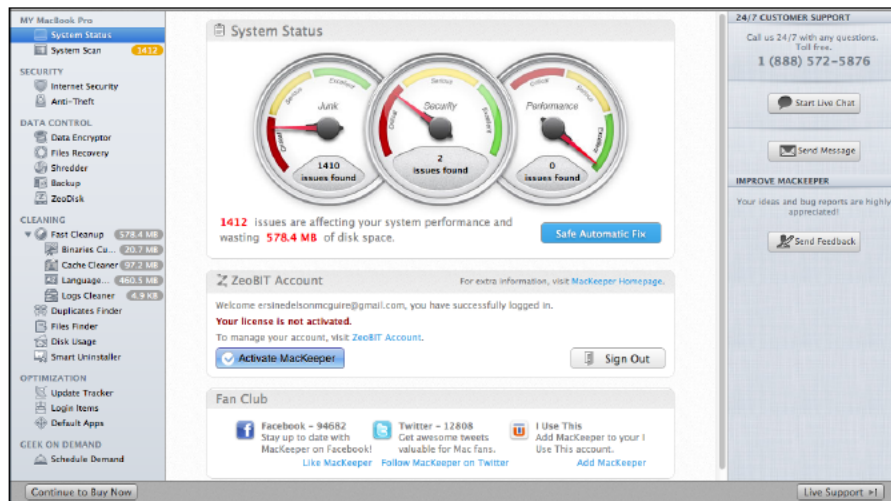 MY MacBook Pro
System Status
System Scan 1412
SECURITY
Internet Security
Anti-Theft
DATA CONTROL
Data Encryptor
Files Recovery
Shredder
Backup
ZeoDisk
CLEANING
Fast Cleanup 578.4 MB
Binaries Cu... 20.7 MB
Cache Cleaner 97.2 MB
Language... 460.5 MB
Logs Cleaner 4.9 KB
Duplicates Finder
Files Finder
Disk Usage
Smart Uninstaller
OPTIMIZATION
Update Tracker
Login Items
Default Apps
GEEK ON DEMAND
Schedule Demand
Continue to Buy Now
System Status
Critical Serious Excellent
Junk
1410
issues found
Critical Serious Excellent
Security
2
issues found
Critical Serious Excellent
Performance
0
issues found
1412 issues are affecting your system performance and
wasting 578.4 MB of disk space.
Safe Automatic Fix
ZeoBIT Account
For extra information, visit MacKeeper Homepage.
Welcome ersinedelsonmcguire@gmail.com, you have successfully logged in.
Your license is not activated.
To manage your account, visit ZeoBIT Account.
Activate MacKeeper
Sign Out
Fan Club
Facebook - 94682
Stay up to date with
MacKeeper on Facebook!
Like MacKeeper
Twitter - 12808
Get awesome tweets
valuable for Mac fans.
Follow MacKeeper on Twitter
I Use This
Add MacKeeper to your I
Use This account.
Add MacKeeper
24/7 CUSTOMER SUPPORT
Call us 24/7 with any questions.
Toll free.
1 (888) 572-5876
Start Live Chat
Send Message
IMPROVE MACKEEPER
Your ideas and bug reports are highly
appreciated!
Send Feedback
Live Support